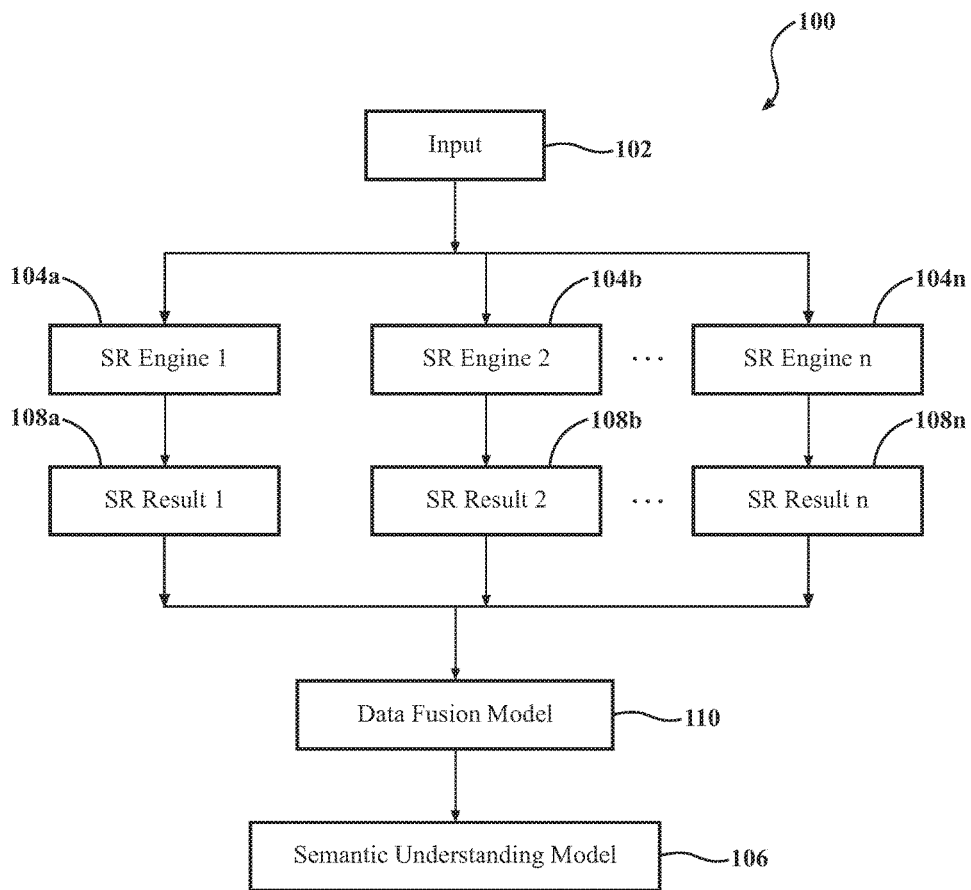 100
Input
102
104a
104b
104n
SR Engine 1
SR Engine 2
...
SR Engine n
108a
108b
108n
SR Result 1
SR Result 2
...
SR Result n
Data Fusion Model
110
Semantic Understanding Model
106